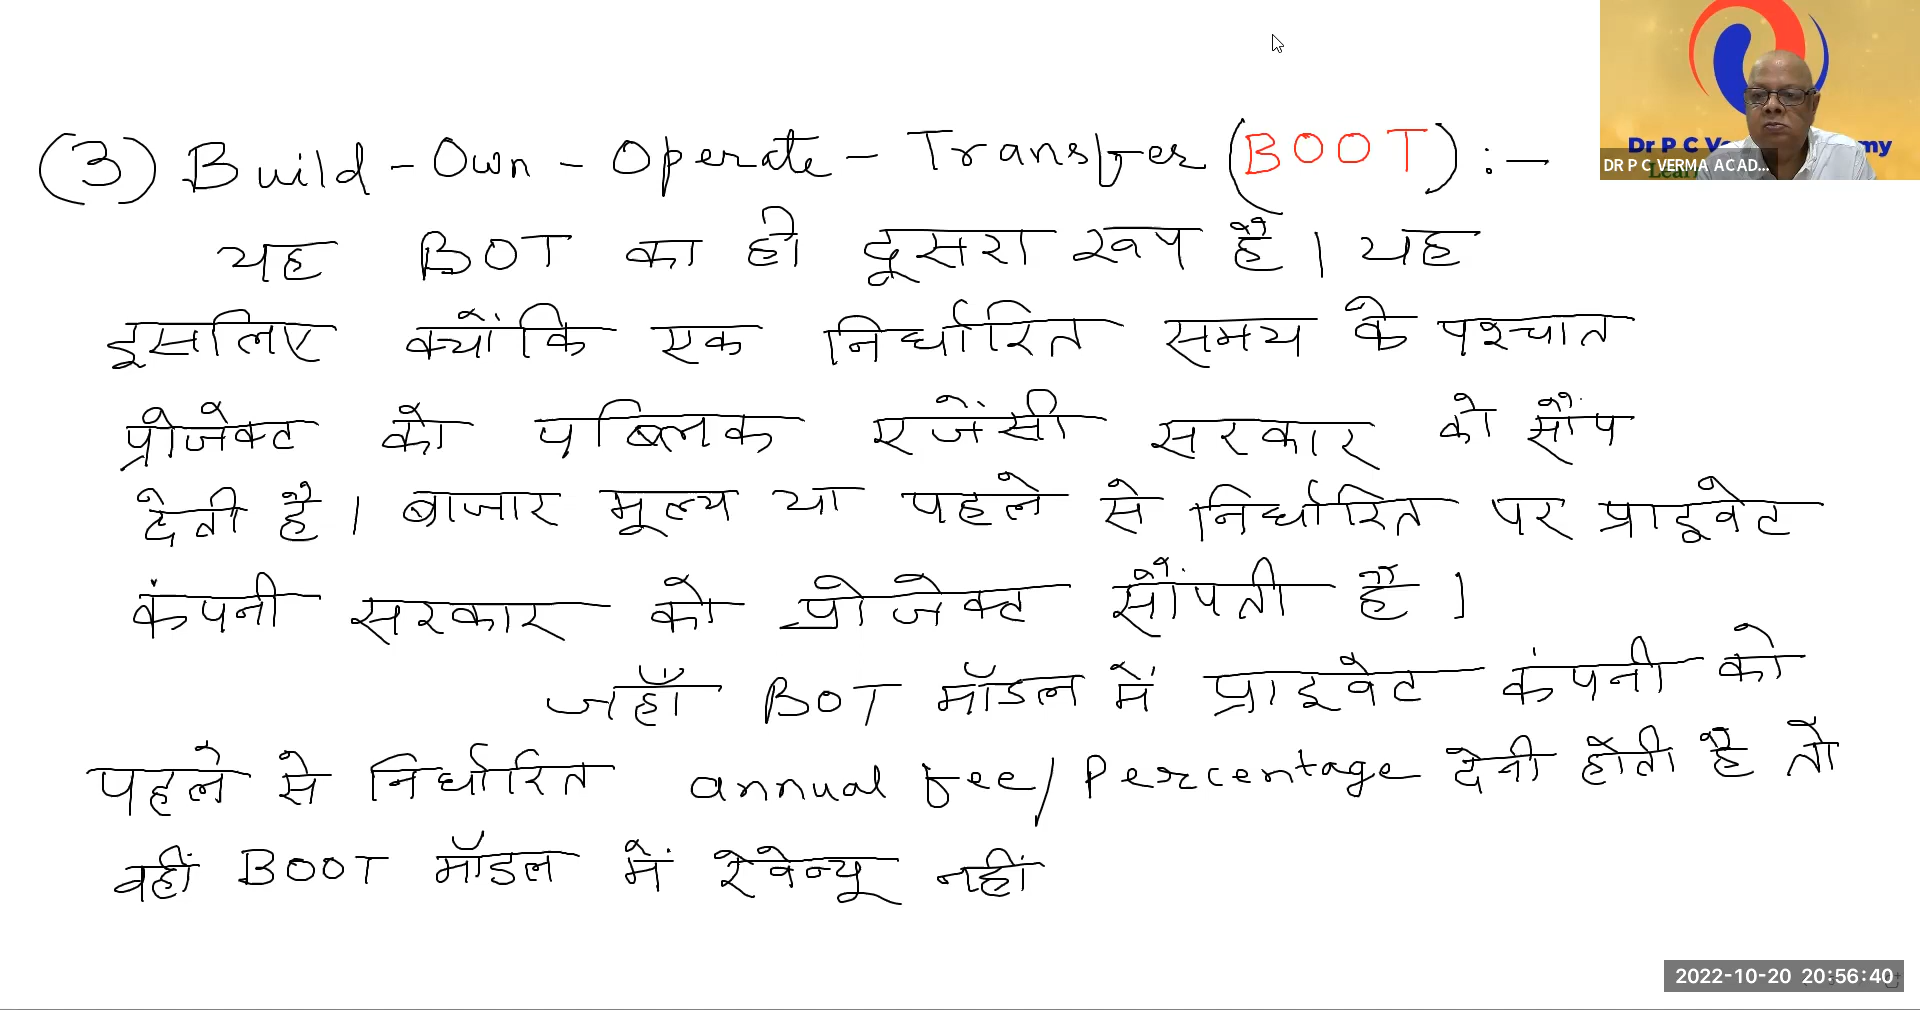 (3) Build-Own-Operate-Transfer (BOOT) :-
यह BOT का ही दूसरा रूप है। यह
इसलिए क्योंकि एक निर्धारित समय के पश्चात
प्रोजेक्ट को पब्लिक एजेंसी सरकार को सौंप
देती है। बाजार मूल्य या पहले से निर्धारित पर प्राइवेट
कंपनी सरकार को प्रोजेक्ट सौंपती है।
जहाँ BOT मॉडल में प्राइवेट कंपनी को
पहले से निर्धारित annual fee/Percentage देनी होती है तो
वहीं BOOT मॉडल में रेवेन्यू नहीं
Dr P C
my
DR P C VERMA ACAD...
2022-10-20 20:56:40